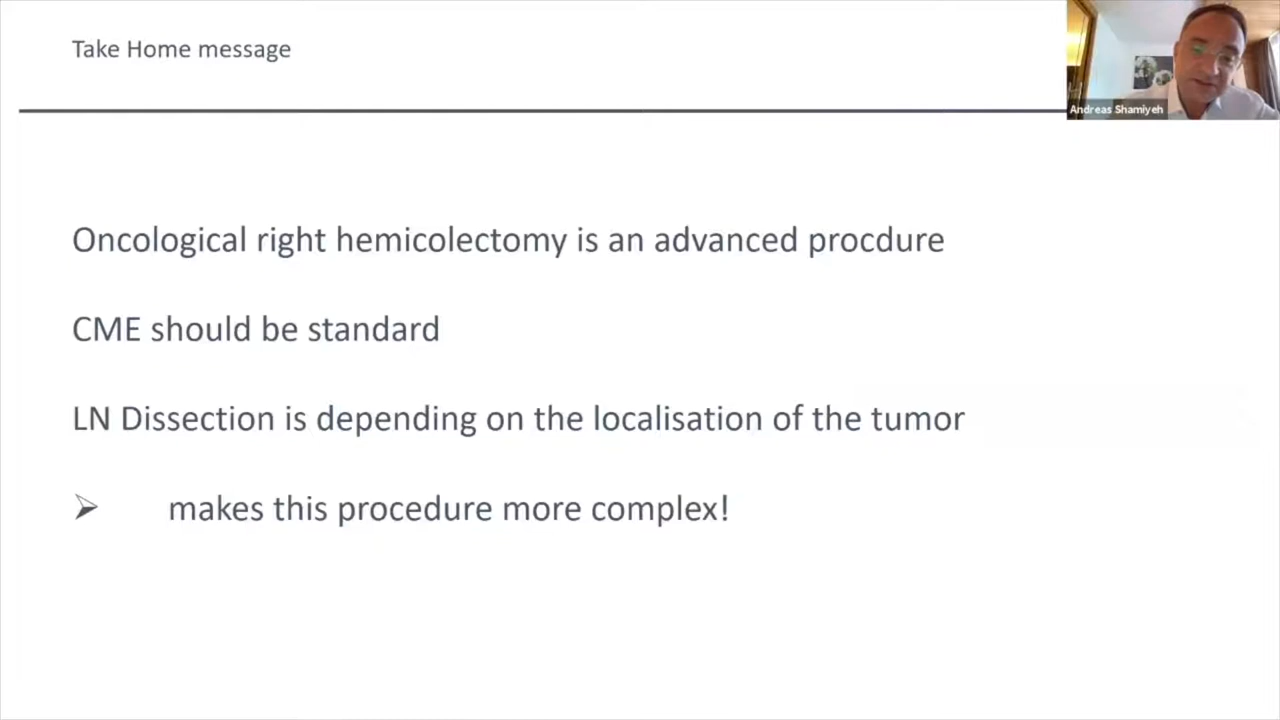 Take Home message
Andreas Shamiyeh
Oncological right hemicolectomy is an advanced procdure
CME should be standard
LN Dissection is depending on the localisation of the tumor
➢ makes this procedure more complex!